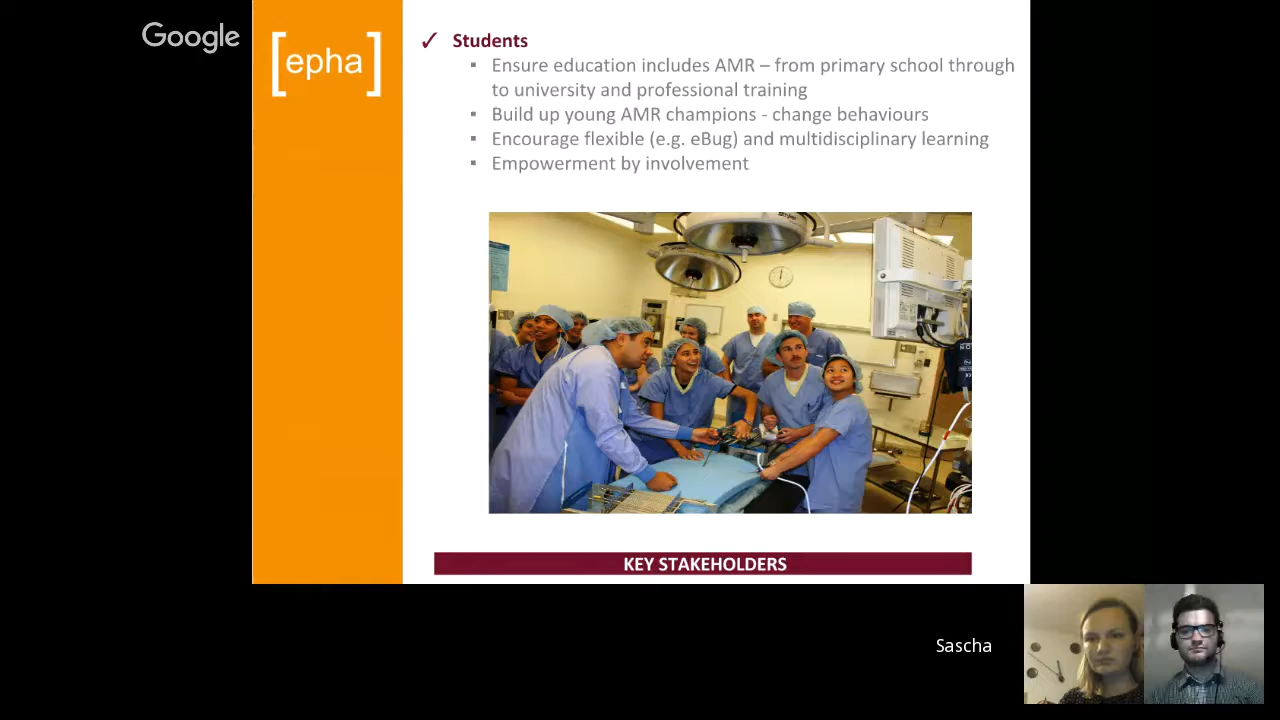 Google
[epha]
✓ Students
▪ Ensure education includes AMR – from primary school through
to university and professional training
▪ Build up young AMR champions - change behaviours
▪ Encourage flexible (e.g. eBug) and multidisciplinary learning
▪ Empowerment by involvement
KEY STAKEHOLDERS
Sascha